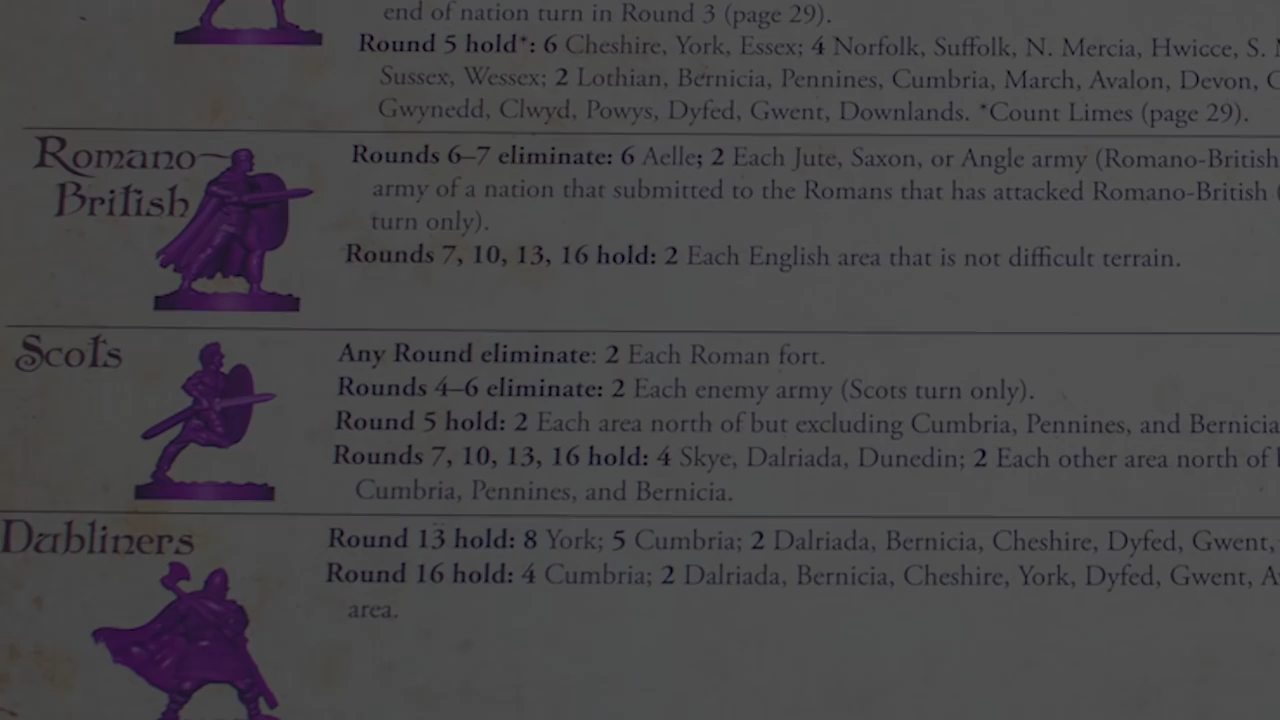 end of nation turn in Round 3 (page 29).
Round 5 hold*: 6 Cheshire, York, Essex; 4 Norfolk, Suffolk, N. Mercia, Hwicce, S.
Sussex, Wessex; 2 Lothian, Bernicia, Pennines, Cumbria, March, Avalon, Devon,
Gwynedd, Clwyd, Powys, Dyfed, Gwent, Downlands. *Count Limes (page 29).
Romano-
British
Rounds 6–7 eliminate: 6 Aelle; 2 Each Jute, Saxon, or Angle army (Romano-British
army of a nation that submitted to the Romans that has attacked Romano-British
turn only).
Rounds 7, 10, 13, 16 hold: 2 Each English area that is not difficult terrain.
Scots
Any Round eliminate: 2 Each Roman fort.
Rounds 4–6 eliminate: 2 Each enemy army (Scots turn only).
Round 5 hold: 2 Each area north of but excluding Cumbria, Pennines, and Bernicia
Rounds 7, 10, 13, 16 hold: 4 Skye, Dalriada, Dunedin; 2 Each other area north of
Cumbria, Pennines, and Bernicia.
Dubliners
Round 13 hold: 8 York; 5 Cumbria; 2 Dalriada, Bernicia, Cheshire, Dyfed, Gwent,
Round 16 hold: 4 Cumbria; 2 Dalriada, Bernicia, Cheshire, York, Dyfed, Gwent,
area.